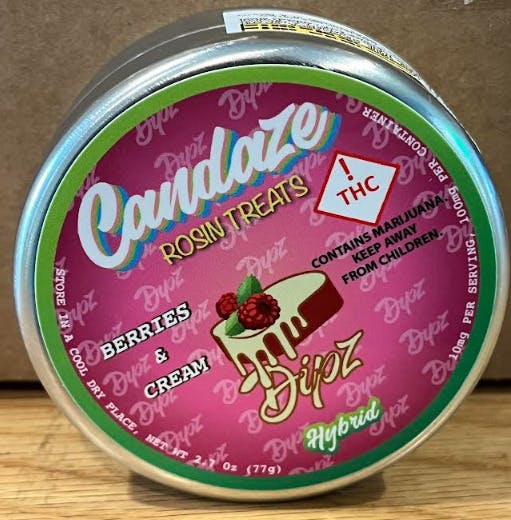 Candaze
ROSIN TREATS
!
THC
CONTAINS MARIJUANA.
KEEP AWAY
FROM CHILDREN.
BERRIES
&
CREAM
Dipz
Hybrid
STORE IN A COOL DRY PLACE, NET WT 2.7 Oz (77g)
10mg PER SERVING, 100mg PER CONTAINER